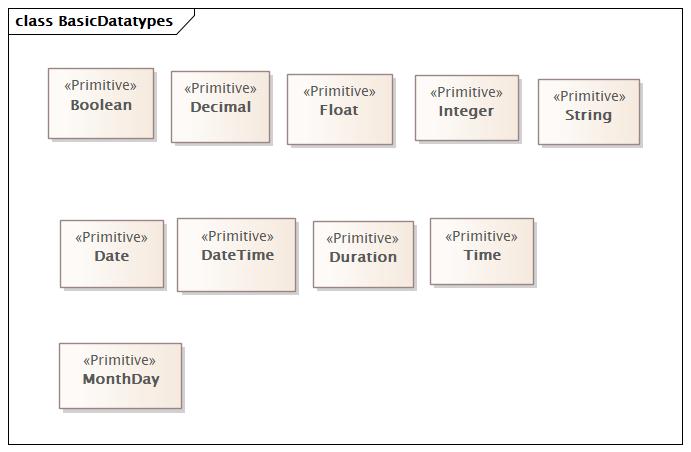 class BasicDatatypes
«Primitive»
Boolean
«Primitive»
Decimal
«Primitive»
Float
«Primitive»
Integer
«Primitive»
String
«Primitive»
Date
«Primitive»
DateTime
«Primitive»
Duration
«Primitive»
Time
«Primitive»
MonthDay